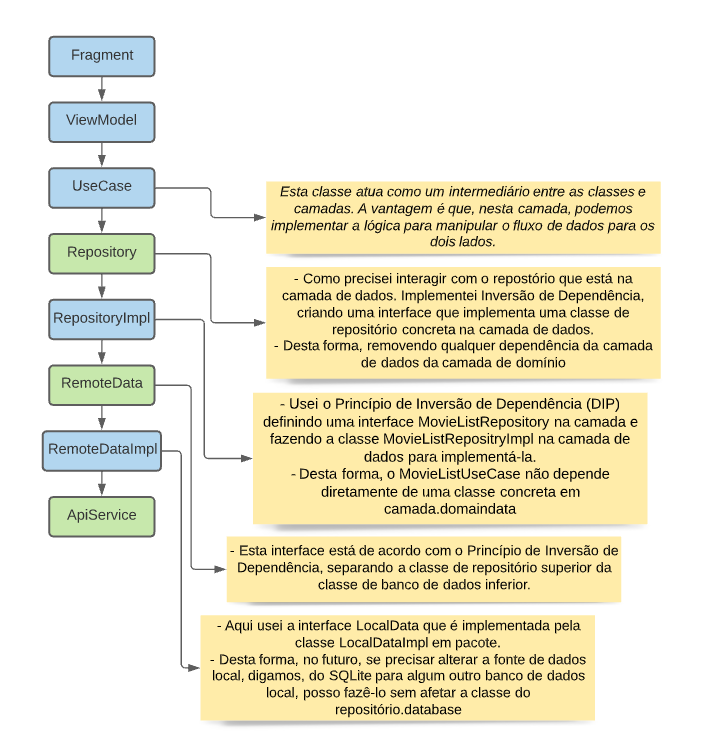 Fragment
ViewModel
UseCase
Repository
RepositoryImpl
RemoteData
RemoteDataImpl
ApiService
Esta classe atua como um intermediário entre as classes e
camadas. A vantagem é que, nesta camada, podemos
implementar a lógica para manipular o fluxo de dados para os
dois lados.
- Como precisei interagir com o repostório que está na
camada de dados. Implementei Inversão de Dependência,
criando uma interface que implementa uma classe de
repositório concreta na camada de dados.
- Desta forma, removendo qualquer dependência da camada
de dados da camada de domínio
- Usei o Princípio de Inversão de Dependência (DIP)
definindo uma interface MovieListRepository na camada e
fazendo a classe MovieListRepositryImpl na camada de
dados para implementá-la.
- Desta forma, o MovieListUseCase não depende
diretamente de uma classe concreta em
camada.domaindata
- Esta interface está de acordo com o Princípio de Inversão de
Dependência, separando a classe de repositório superior da
classe de banco de dados inferior.
- Aqui usei a interface LocalData que é implementada pela
classe LocalDataImpl em pacote.
- Desta forma, no futuro, se precisar alterar a fonte de dados
local, digamos, do SQLite para algum outro banco de dados
local, posso fazê-lo sem afetar a classe do
repositório.database